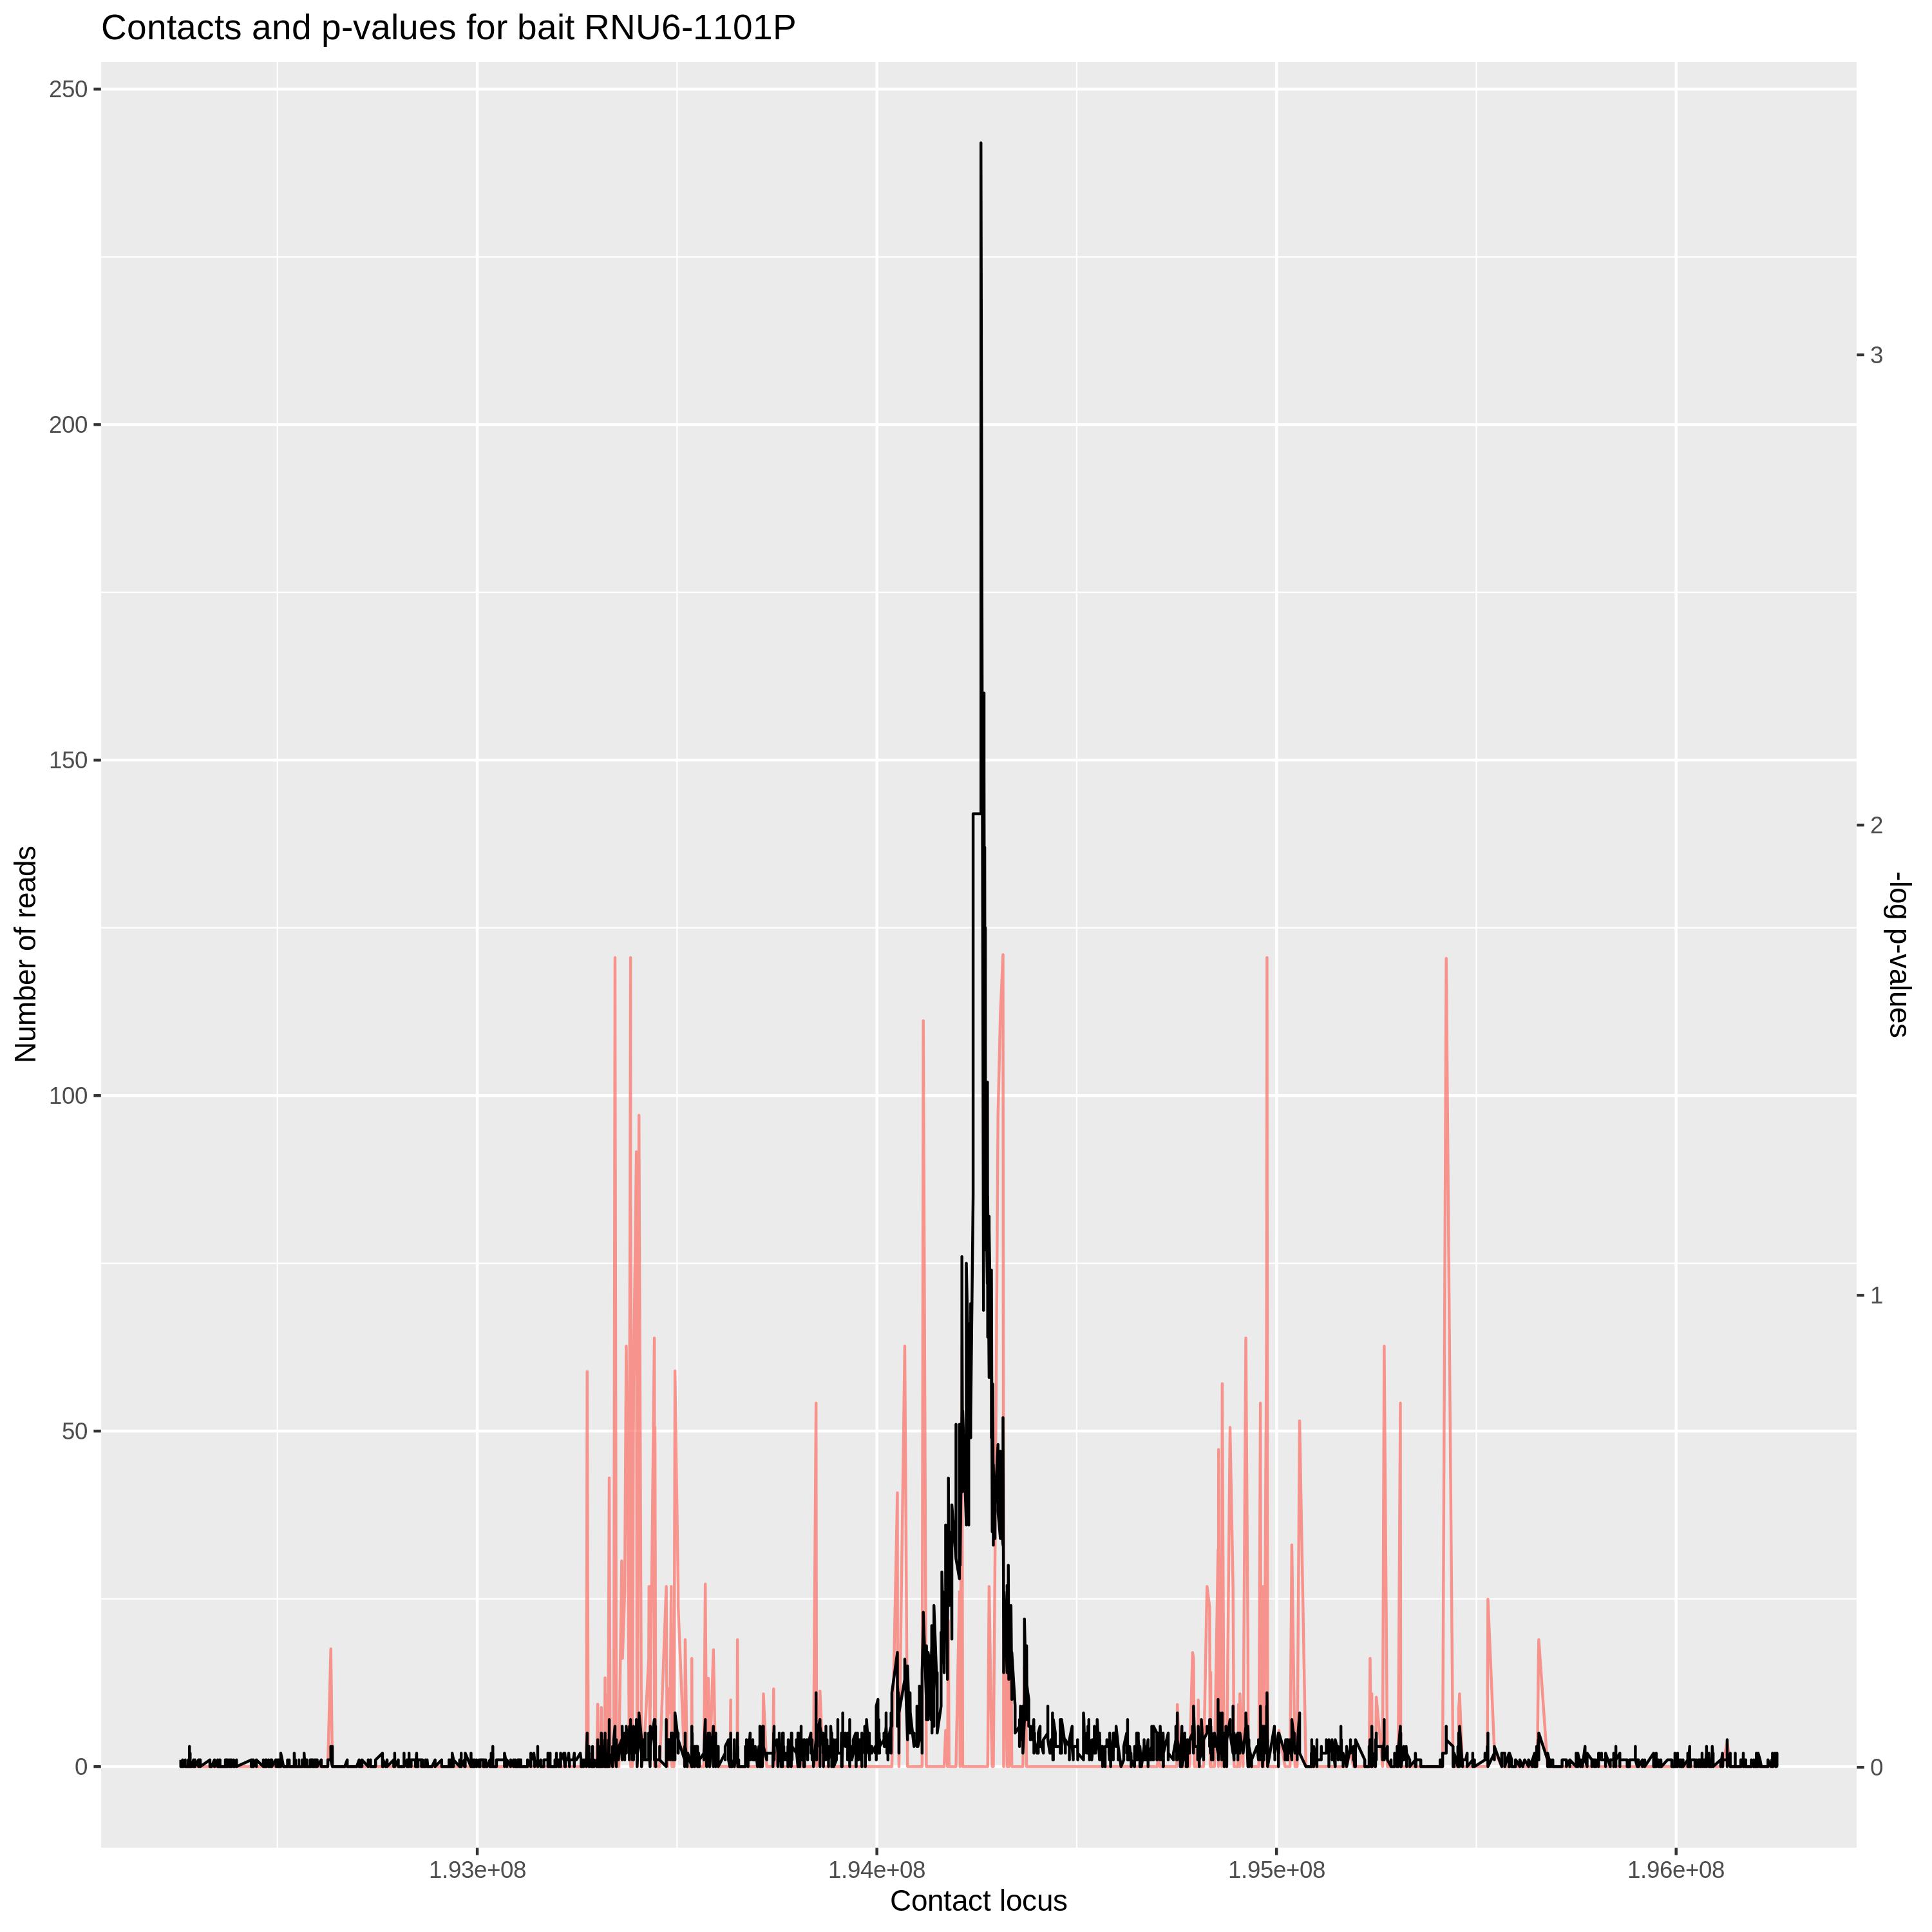 Contacts and p-values for bait RNU6-1101P
250
200
150
100
50
0
Number of reads
3
2
1
0
-log p-values
1.93e+08 1.94e+08 1.95e+08 1.96e+08
Contact locus